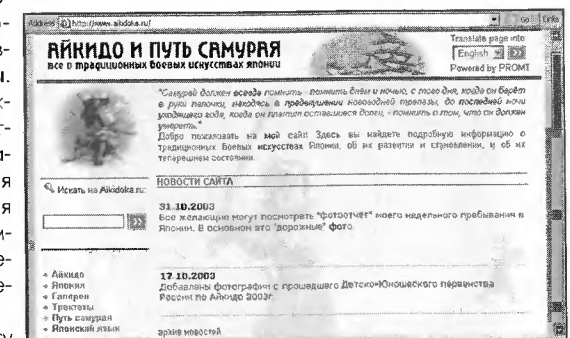 Address http://www.aikidoka.ru/
Go
Links
АЙКИДО И ПУТЬ САМУРАЯ
все о традиционных боевых искусствах японии
Translate page into
English
Powered by PROMT
"Самурай должен всегда помнить - помнить днём и ночью, с того дня, когда он берёт
в руки палочки, находясь в предвкушении новогодней трапезы, до последней ночи
уходящего года, когда он платит оставшиеся долги, - помнить о том, что он должен
умереть."
Добро пожаловать на мой сайт! Здесь вы найдете подробную информацию о
традиционных боевых искусствах Японии, об их развитии и становлении, и об их
теперешнем состоянии.
Искать на Aikidoka.ru:
НОВОСТИ САЙТА
31.10.2003
Все желающие могут посмотреть "фотоотчёт" моего недельного пребывания в
Японии. В основном это "дорожные" фото.
17.10.2003
Добавлены фотографии с прошедшего Детско-Юношеского первенства
России по Айкидо 2003г.
архив новостей
Айкидо
Япония
Галерея
Трактаты
Путь самурая
Японский язык